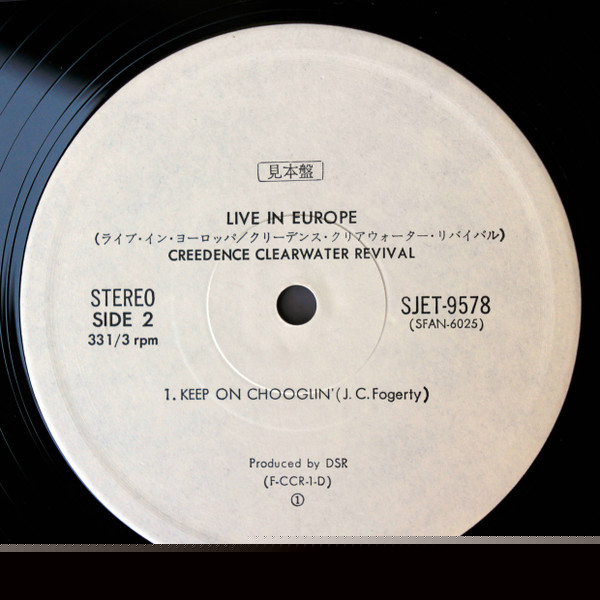 見本盤
LIVE IN EUROPE
(ライブ・イン・ヨーロッパ/クリーデンス・クリアウォーター・リバイバル)
CREEDENCE CLEARWATER REVIVAL
STEREO
SIDE 2
33 1/3 rpm
SJET-9578
(SFAN-6025)
1. KEEP ON CHOOGLIN' (J. C. Fogerty)
Produced by DSR
(F-CCR-1-D)
①